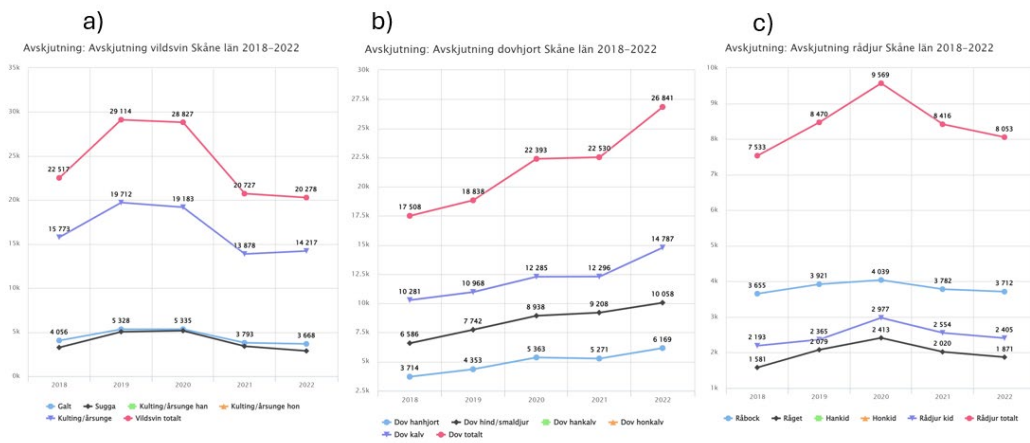 a)
Avskjutning: Avskjutning vildsvin Skåne län 2018-2022
35k
30k
25k
20k
15k
10k
5k
0k
22 517
29 114
28 827
20 727
20 278
15 773
19 712
19 183
13 878
14 217
4 056
5 328
5 335
3 793
3 668
2018 2019 2020 2021 2022
Galt Sugga Kulting/årsunge han Kulting/årsunge hon
Kulting/årsunge Vildsvin totalt
b)
Avskjutning: Avskjutning dovhjort Skåne län 2018-2022
30k
27.5k
25k
22.5k
20k
17.5k
15k
12.5k
10k
7.5k
5k
2.5k
17 508
18 838
22 393
22 530
26 841
10 281
10 968
12 285
12 296
14 787
6 586
7 742
8 938
9 208
10 058
3 714
4 353
5 363
5 271
6 169
2018 2019 2020 2021 2022
Dov hanhjort Dov hind/smaldjur Dov hankalv Dov honkalv
Dov kalv Dov totalt
c)
Avskjutning: Avskjutning rådjur Skåne län 2018-2022
10k
9k
8k
7k
6k
5k
4k
3k
2k
1k
7 533
8 470
9 569
8 416
8 053
3 655
3 921
4 039
3 782
3 712
2 193
2 365
2 977
2 554
2 405
1 581
2 079
2 413
2 020
1 871
2018 2019 2020 2021 2022
Råbock Råget Hankid Honkid Rådjur kid Rådjur totalt